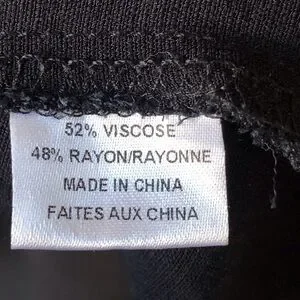 52% VISCOSE
48% RAYON/RAYONNE
MADE IN CHINA
FAITES AUX CHINA